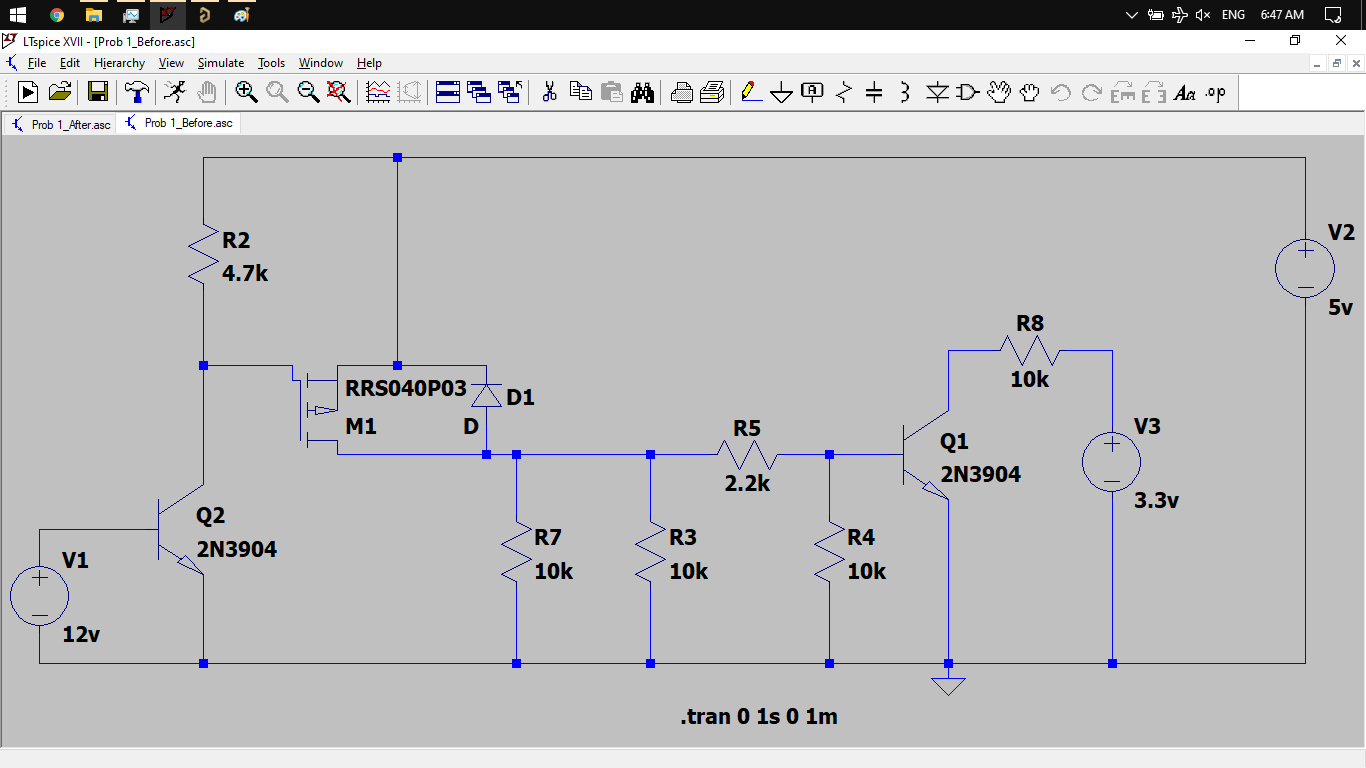 ENG 6:47 AM
LTspice XVII - [Prob 1_Before.asc]
File Edit Hierarchy View Simulate Tools Window Help
Aa .op
Prob 1_After.asc Prob 1_Before.asc
R2
4.7k
V2
5v
R8
10k
RRS040P03
M1
D1
D
R5
2.2k
Q1
2N3904
V3
3.3v
Q2
2N3904
V1
12v
R7
10k
R3
10k
R4
10k
.tran 0 1s 0 1m